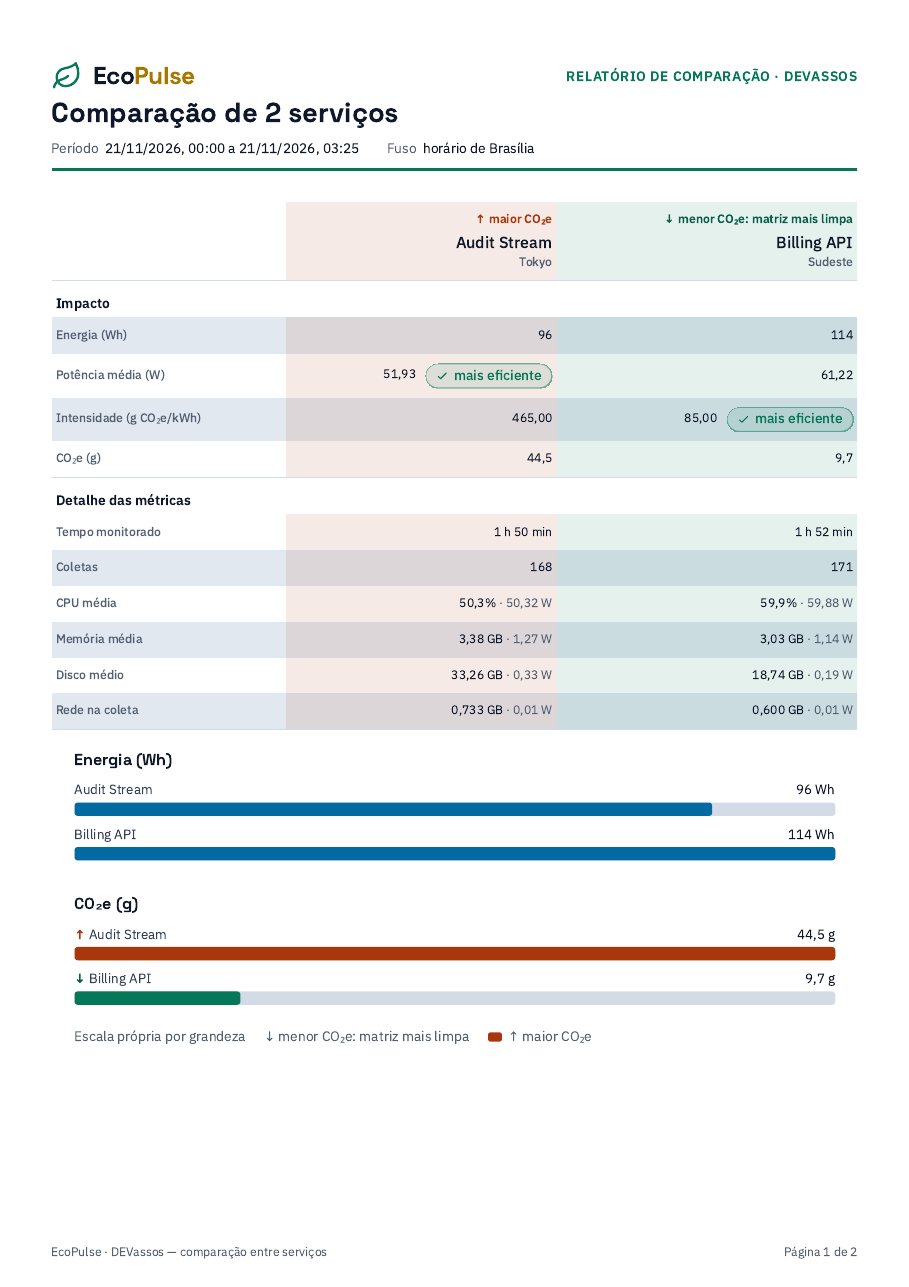 EcoPulse
RELATÓRIO DE COMPARAÇÃO · DEVASSOS
Comparação de 2 serviços
Período 21/11/2026, 00:00 a 21/11/2026, 03:25 Fuso horário de Brasília
↑ maior CO₂e ↓ menor CO₂e: matriz mais limpa
Audit Stream Billing API
Tokyo Sudeste
Impacto
Energia (Wh) 96 114
Potência média (W) 51,93 ✓ mais eficiente 61,22
Intensidade (g CO₂e/kWh) 465,00 85,00 ✓ mais eficiente
CO₂e (g) 44,5 9,7
Detalhe das métricas
Tempo monitorado 1 h 50 min 1 h 52 min
Coletas 168 171
CPU média 50,3% · 50,32 W 59,9% · 59,88 W
Memória média 3,38 GB · 1,27 W 3,03 GB · 1,14 W
Disco médio 33,26 GB · 0,33 W 18,74 GB · 0,19 W
Rede na coleta 0,733 GB · 0,01 W 0,600 GB · 0,01 W
Energia (Wh)
Audit Stream 96 Wh
Billing API 114 Wh
CO₂e (g)
↑ Audit Stream 44,5 g
↓ Billing API 9,7 g
Escala própria por grandeza ↓ menor CO₂e: matriz mais limpa ↑ maior CO₂e
EcoPulse · DEVassos — comparação entre serviços Página 1 de 2